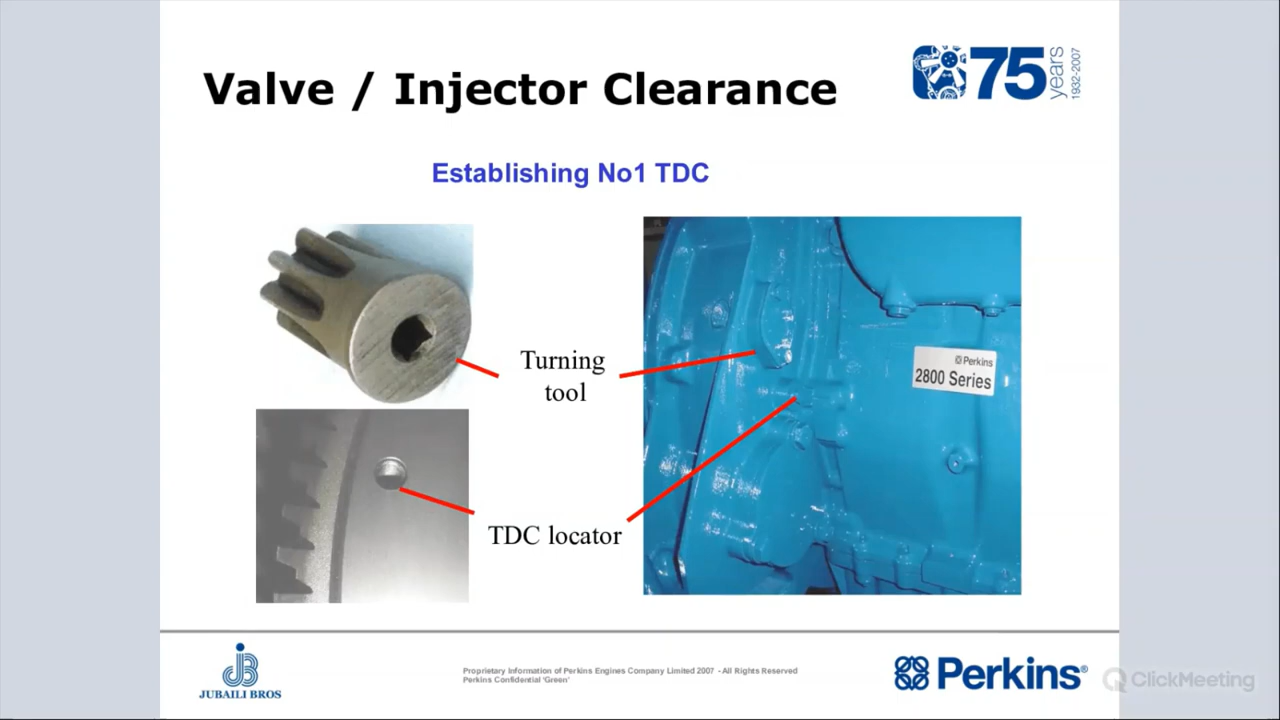 Valve / Injector Clearance
75
years
1932-2007
Establishing No1 TDC
Turning
tool
Perkins
2800 Series
TDC locator
JUBAILI BROS
Proprietary Information of Perkins Engines Company Limited 2007 - All Rights Reserved
Perkins Confidential 'Green'
Perkins®
ClickMeeting